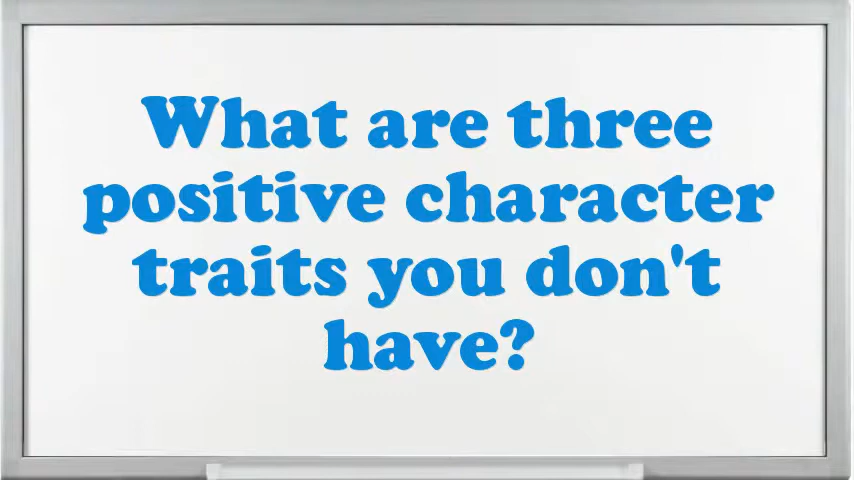 What are three
positive character
traits you don't
have?